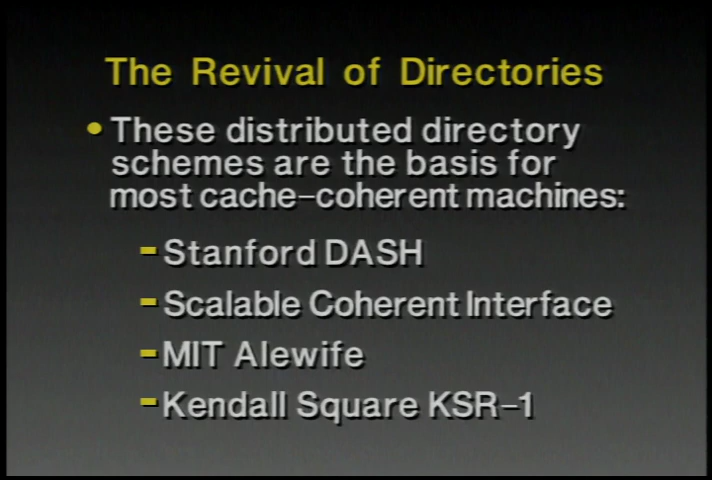 The Revival of Directories
• These distributed directory
schemes are the basis for
most cache-coherent machines:
- Stanford DASH
- Scalable Coherent Interface
- MIT Alewife
- Kendall Square KSR-1